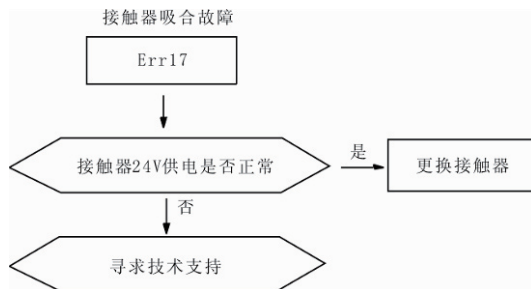 接触器吸合故障
Err17
接触器24V供电是否正常
是
更换接触器
否
寻求技术支持